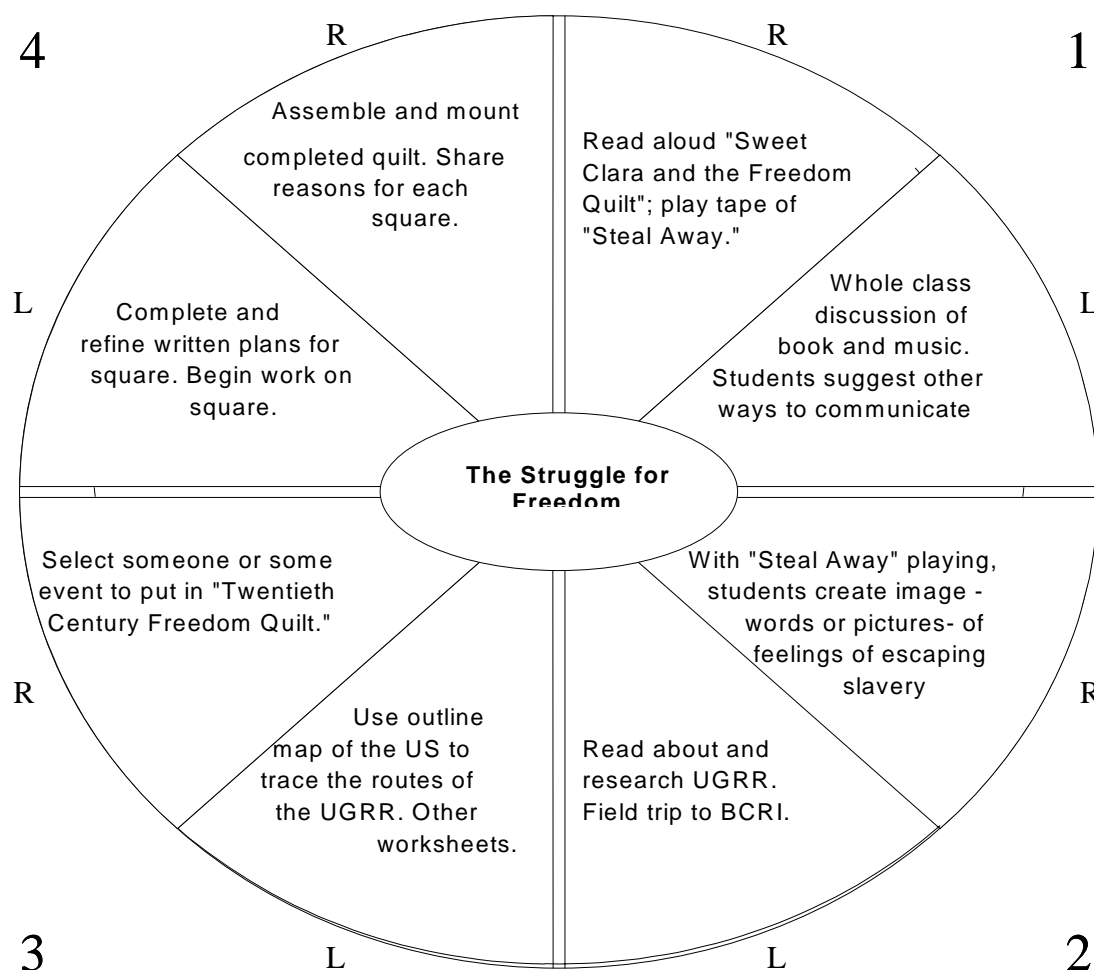 4
R
R
1
Assemble and mount
completed quilt. Share
reasons for each
square.
Read aloud "Sweet
Clara and the Freedom
Quilt"; play tape of
"Steal Away."
L
Complete and
refine written plans for
square. Begin work on
square.
Whole class
discussion of
book and music.
Students suggest other
ways to communicate
L
The Struggle for
Freedom
Select someone or some
event to put in "Twentieth
Century Freedom Quilt."
R
With "Steal Away" playing,
students create image -
words or pictures- of
feelings of escaping
slavery
R
Use outline
map of the US to
trace the routes of
the UGRR. Other
worksheets.
Read about and
research UGRR.
Field trip to BCRI.
3
L
L
2